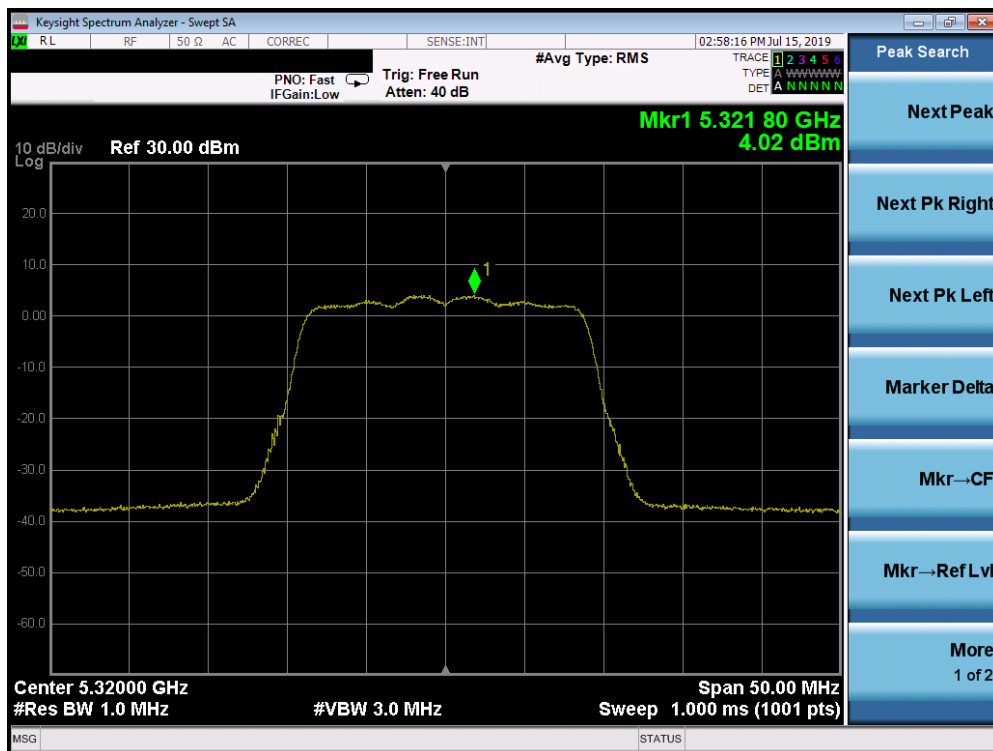 Keysight Spectrum Analyzer - Swept SA
LXI RL RF 50 Ω AC CORREC SENSE:INT 02:58:16 PM Jul 15, 2019
Peak Search
#Avg Type: RMS
TRACE 1 2 3 4 5 6
PNO: Fast Trig: Free Run
TYPE A WWWWW
IFGain:Low Atten: 40 dB
DET A N N N N N
Mkr1 5.321 80 GHz
4.02 dBm
10 dB/div Ref 30.00 dBm
Log
20.0
10.0
1
0.00
-10.0
-20.0
-30.0
-40.0
-50.0
-60.0
Center 5.32000 GHz Span 50.00 MHz
#Res BW 1.0 MHz #VBW 3.0 MHz Sweep 1.000 ms (1001 pts)
MSG STATUS
Next Peak
Next Pk Right
Next Pk Left
Marker Delta
Mkr→CF
Mkr→Ref Lvl
More
1 of 2